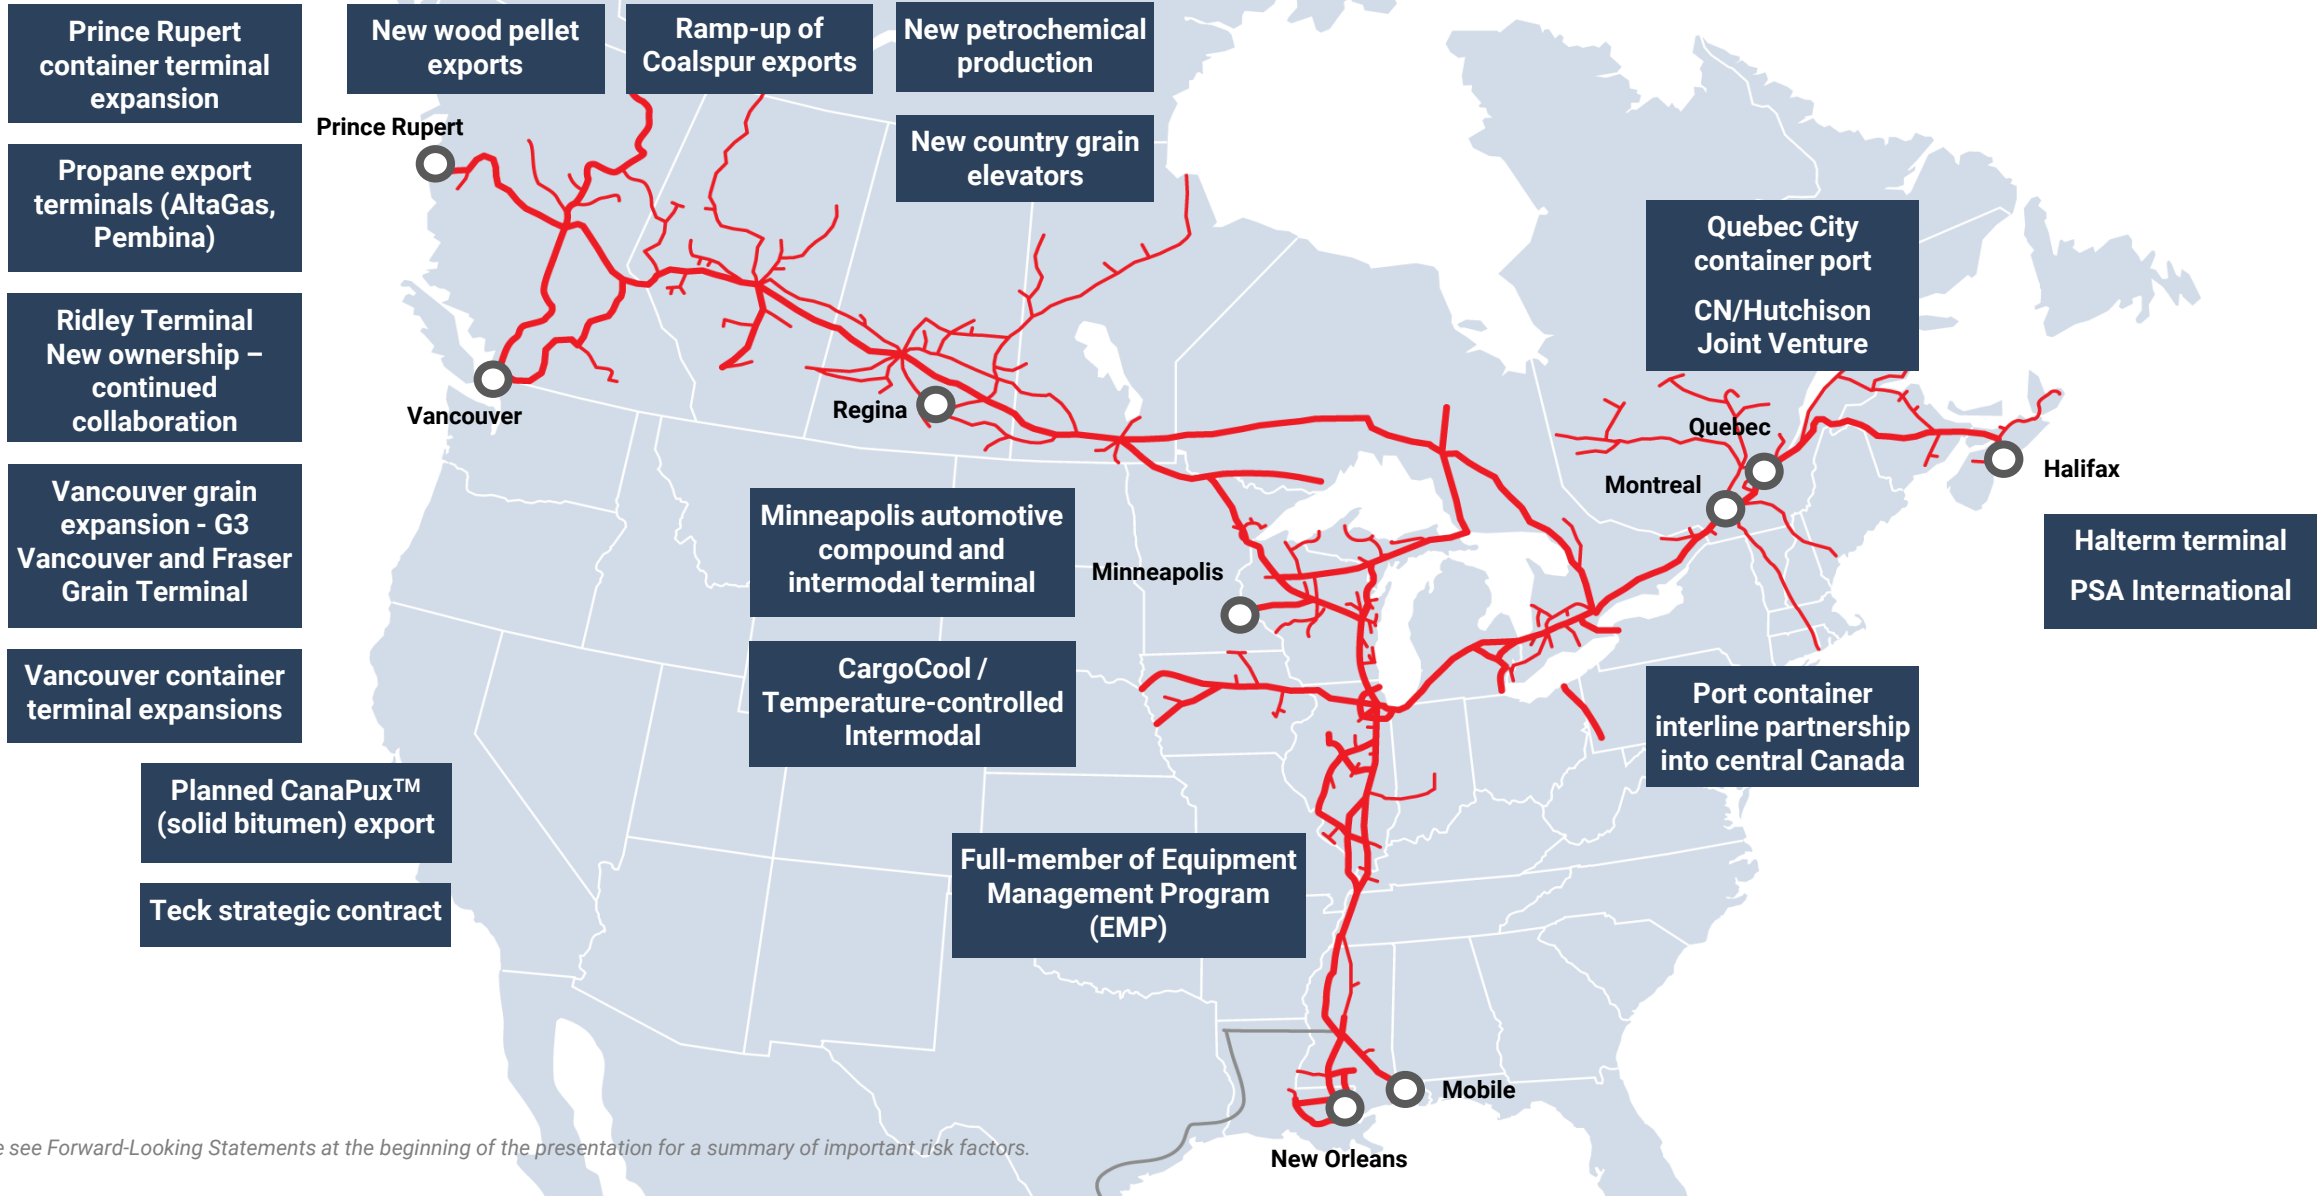 Prince Rupert
container terminal
expansion
New wood pellet
exports
Ramp-up of
Coalspur exports
New petrochemical
production
New country grain
elevators
Prince Rupert
Propane export
terminals (AltaGas,
Pembina)
Ridley Terminal
New ownership –
continued
collaboration
Vancouver grain
expansion - G3
Vancouver and Fraser
Grain Terminal
Vancouver container
terminal expansions
Planned CanaPux™
(solid bitumen) export
Teck strategic contract
Vancouver
Regina
Minneapolis automotive
compound and
intermodal terminal
Minneapolis
CargoCool /
Temperature-controlled
Intermodal
Full-member of Equipment
Management Program
(EMP)
Quebec City
container port
CN/Hutchison
Joint Venture
Quebec
Montreal
Halifax
Halterm terminal
PSA International
Port container
interline partnership
into central Canada
Mobile
New Orleans
e see Forward-Looking Statements at the beginning of the presentation for a summary of important risk factors.